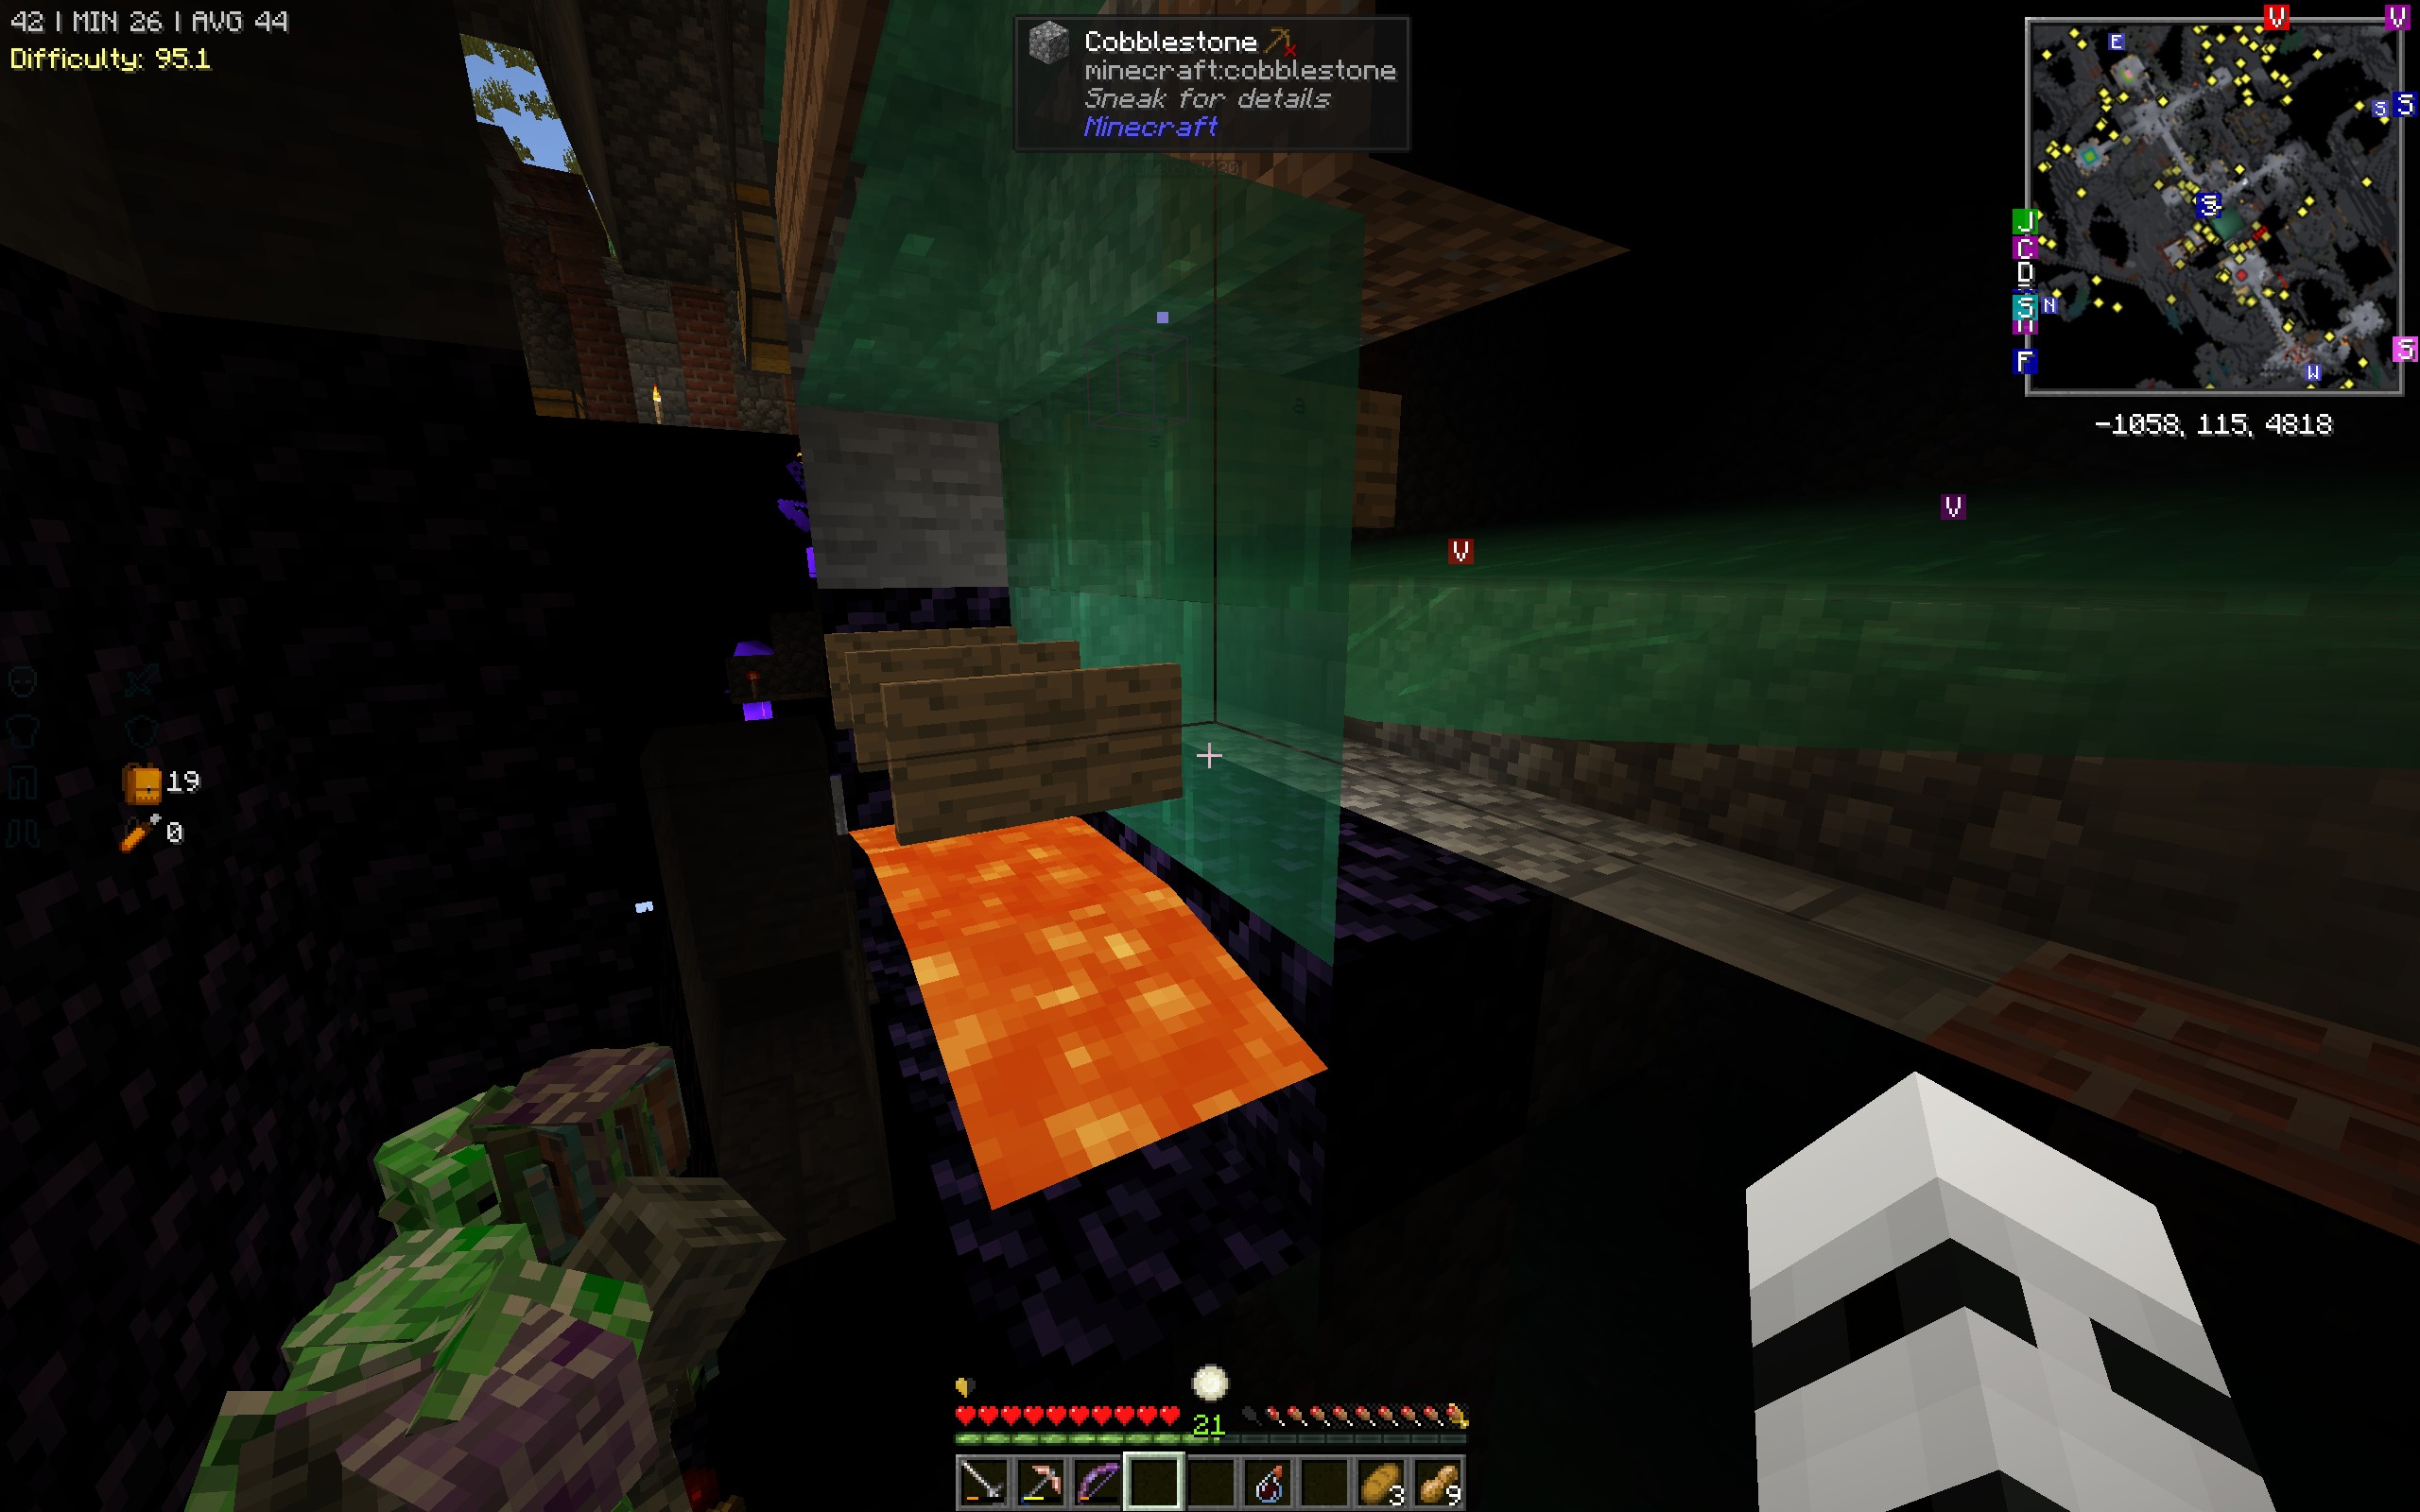 42 | MIN 26 | AVG 44
Difficulty: 95.1
Cobblestone
minecraft:cobblestone
Sneak for details
Minecraft
V
V
E
S
S
S
J
C
D
S
N
F
S
W
-1058, 115, 4818
V
V
19
0
21
3
9